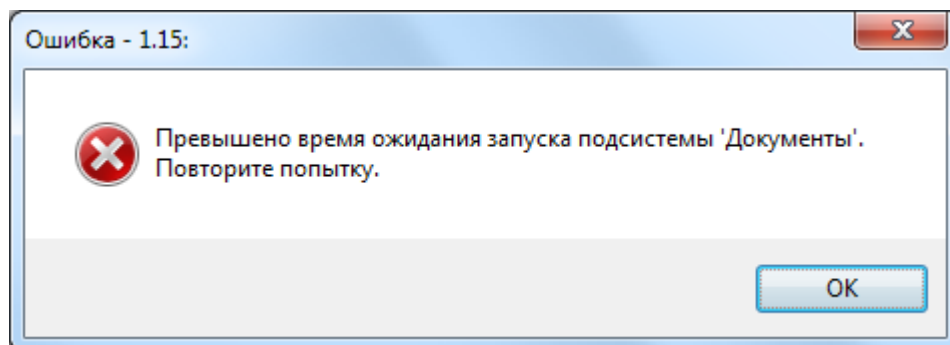 Ошибка - 1.15:
Превышено время ожидания запуска подсистемы 'Документы'.
Повторите попытку.
OK